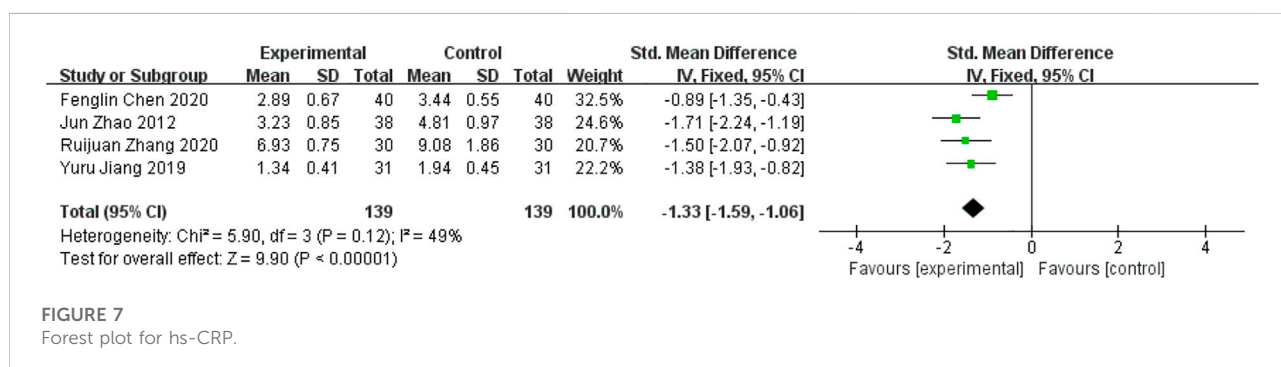 Experimental Control Std. Mean Difference Std. Mean Difference
Study or Subgroup Mean SD Total Mean SD Total Weight IV, Fixed, 95% CI IV, Fixed, 95% CI
Fenglin Chen 2020 2.89 0.67 40 3.44 0.55 40 32.5% -0.89 [-1.35, -0.43]
Jun Zhao 2012 3.23 0.85 38 4.81 0.97 38 24.6% -1.71 [-2.24, -1.19]
Ruijuan Zhang 2020 6.93 0.75 30 9.08 1.86 30 20.7% -1.50 [-2.07, -0.92]
Yuru Jiang 2019 1.34 0.41 31 1.94 0.45 31 22.2% -1.38 [-1.93, -0.82]
Total (95% CI) 139 139 100.0% -1.33 [-1.59, -1.06]
Heterogeneity: Chi² = 5.90, df = 3 (P = 0.12); I² = 49%
Test for overall effect: Z = 9.90 (P < 0.00001)
-4 -2 0 2 4
Favours [experimental] Favours [control]
FIGURE 7
Forest plot for hs-CRP.